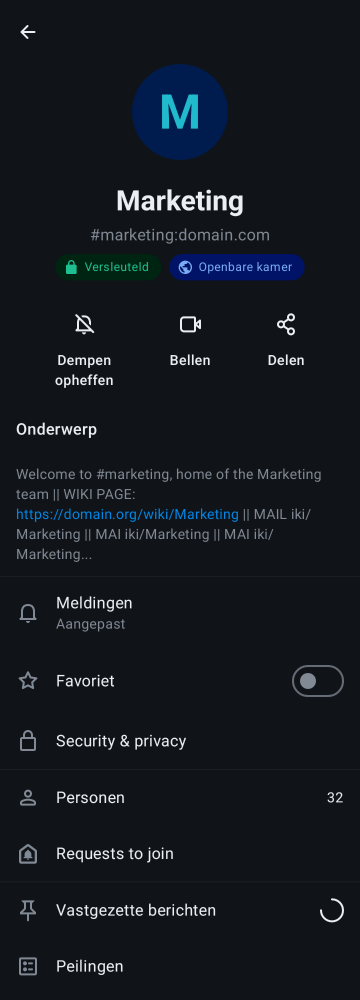 M
Marketing
#marketing:domain.com
Versleuteld
Openbare kamer
Dempen
opheffen
Bellen
Delen
Onderwerp
Welcome to #marketing, home of the Marketing
team || WIKI PAGE:
https://domain.org/wiki/Marketing || MAIL iki/
Marketing || MAI iki/Marketing || MAI iki/
Marketing...
Meldingen
Aangepast
Favoriet
Security & privacy
Personen
32
Requests to join
Vastgezette berichten
Peilingen